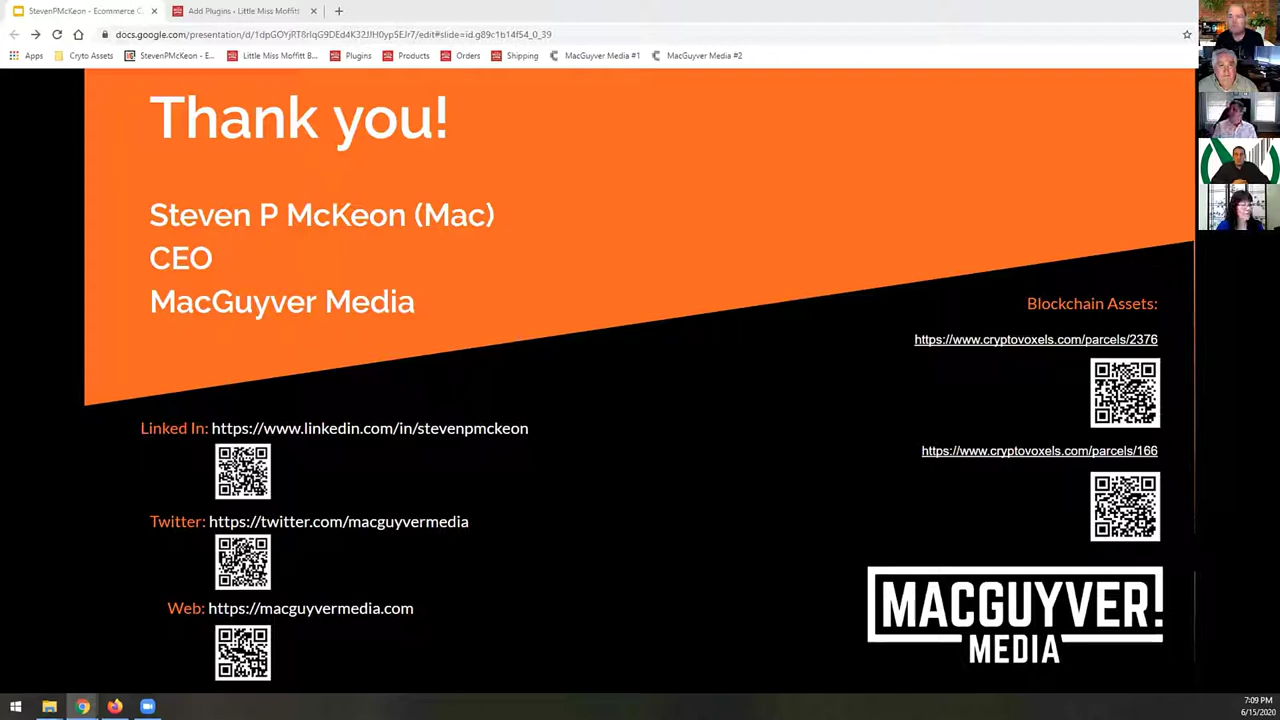 StevenPMcKeon - Ecommerce C
Add Plugins ‹ Little Miss Moffitt
docs.google.com/presentation/d/1dpGOYjRT8rlqG9DEd4K32JIH0ypSEJr7/edit#slide=id.g89c1b14f54_0_39
Apps
Cryto Assets
StevenPMcKeon - E...
Little Miss Moffitt B...
Plugins
Products
Orders
Shipping
MacGuyver Media #1
MacGuyver Media #2
Thank you!
Steven P McKeon (Mac)
CEO
MacGuyver Media
Blockchain Assets:
https://www.cryptovoxels.com/parcels/2376
https://www.cryptovoxels.com/parcels/166
Linked In: https://www.linkedin.com/in/stevenpmckeon
Twitter: https://twitter.com/macguyvermedia
Web: https://macguyvermedia.com
MACGUYVER!
MEDIA
7:09 PM
6/15/2020